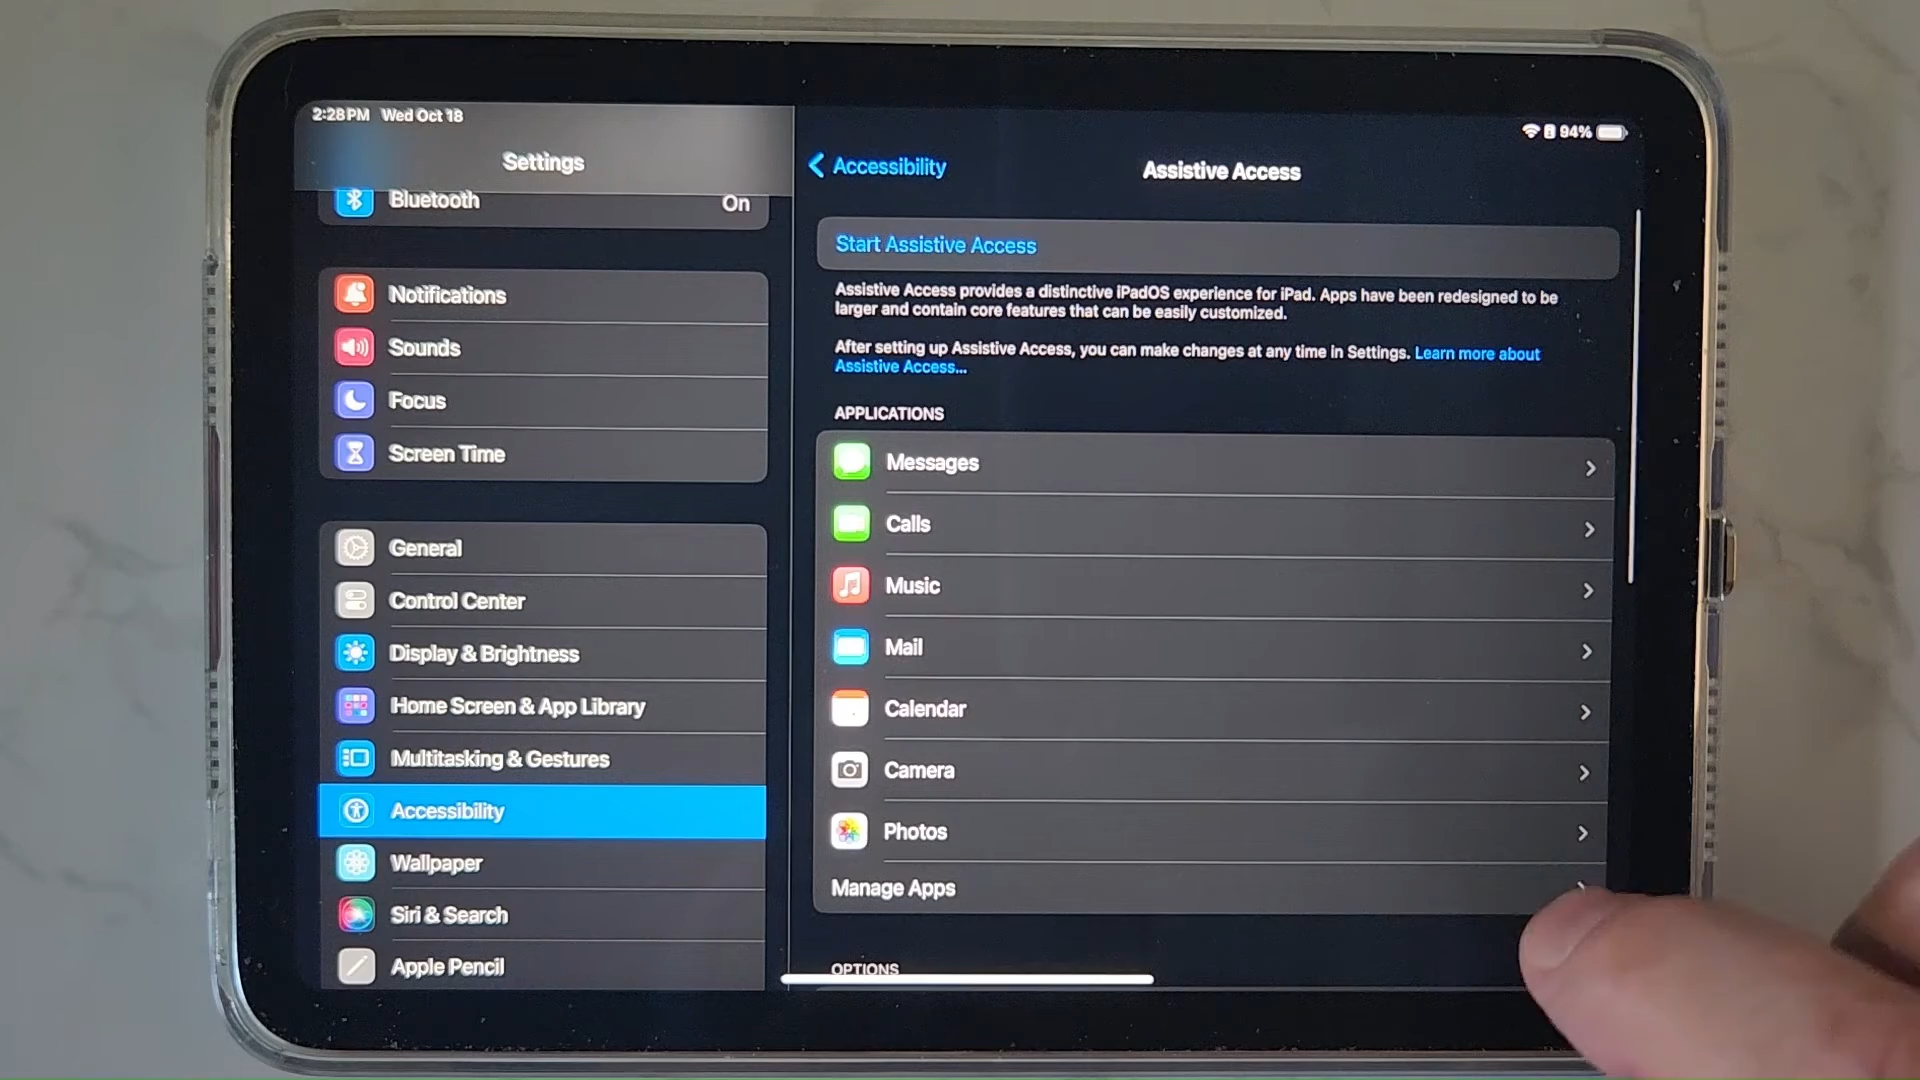 2:28 PM Wed Oct 18
94%
Settings
Bluetooth On
Notifications
Sounds
Focus
Screen Time
General
Control Center
Display & Brightness
Home Screen & App Library
Multitasking & Gestures
Accessibility
Wallpaper
Siri & Search
Apple Pencil
Accessibility
Assistive Access
Start Assistive Access
Assistive Access provides a distinctive iPadOS experience for iPad. Apps have been redesigned to be
larger and contain core features that can be easily customized.
After setting up Assistive Access, you can make changes at any time in Settings. Learn more about
Assistive Access...
APPLICATIONS
Messages
Calls
Music
Mail
Calendar
Camera
Photos
Manage Apps
OPTIONS